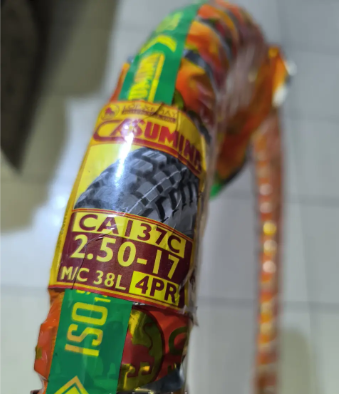 CASUMINA
CA137C
2.50-17
M/C 38L 4PR
ISO